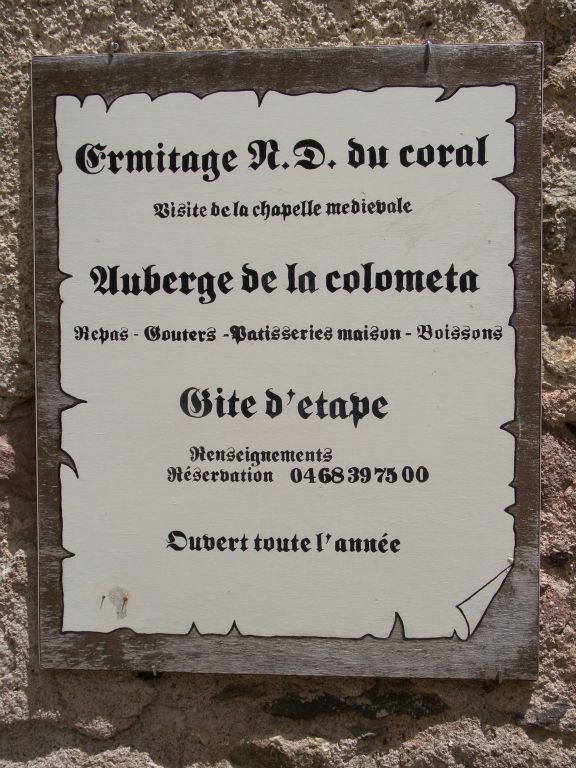 Ermitage N.D. du coral
Visite de la chapelle medievale
Auberge de la colometa
Repas - Gouters - Patisseries maison - Boissons
Gite d'etape
Renseignements
Réservation 04 68 39 75 00
Ouvert toute l'année